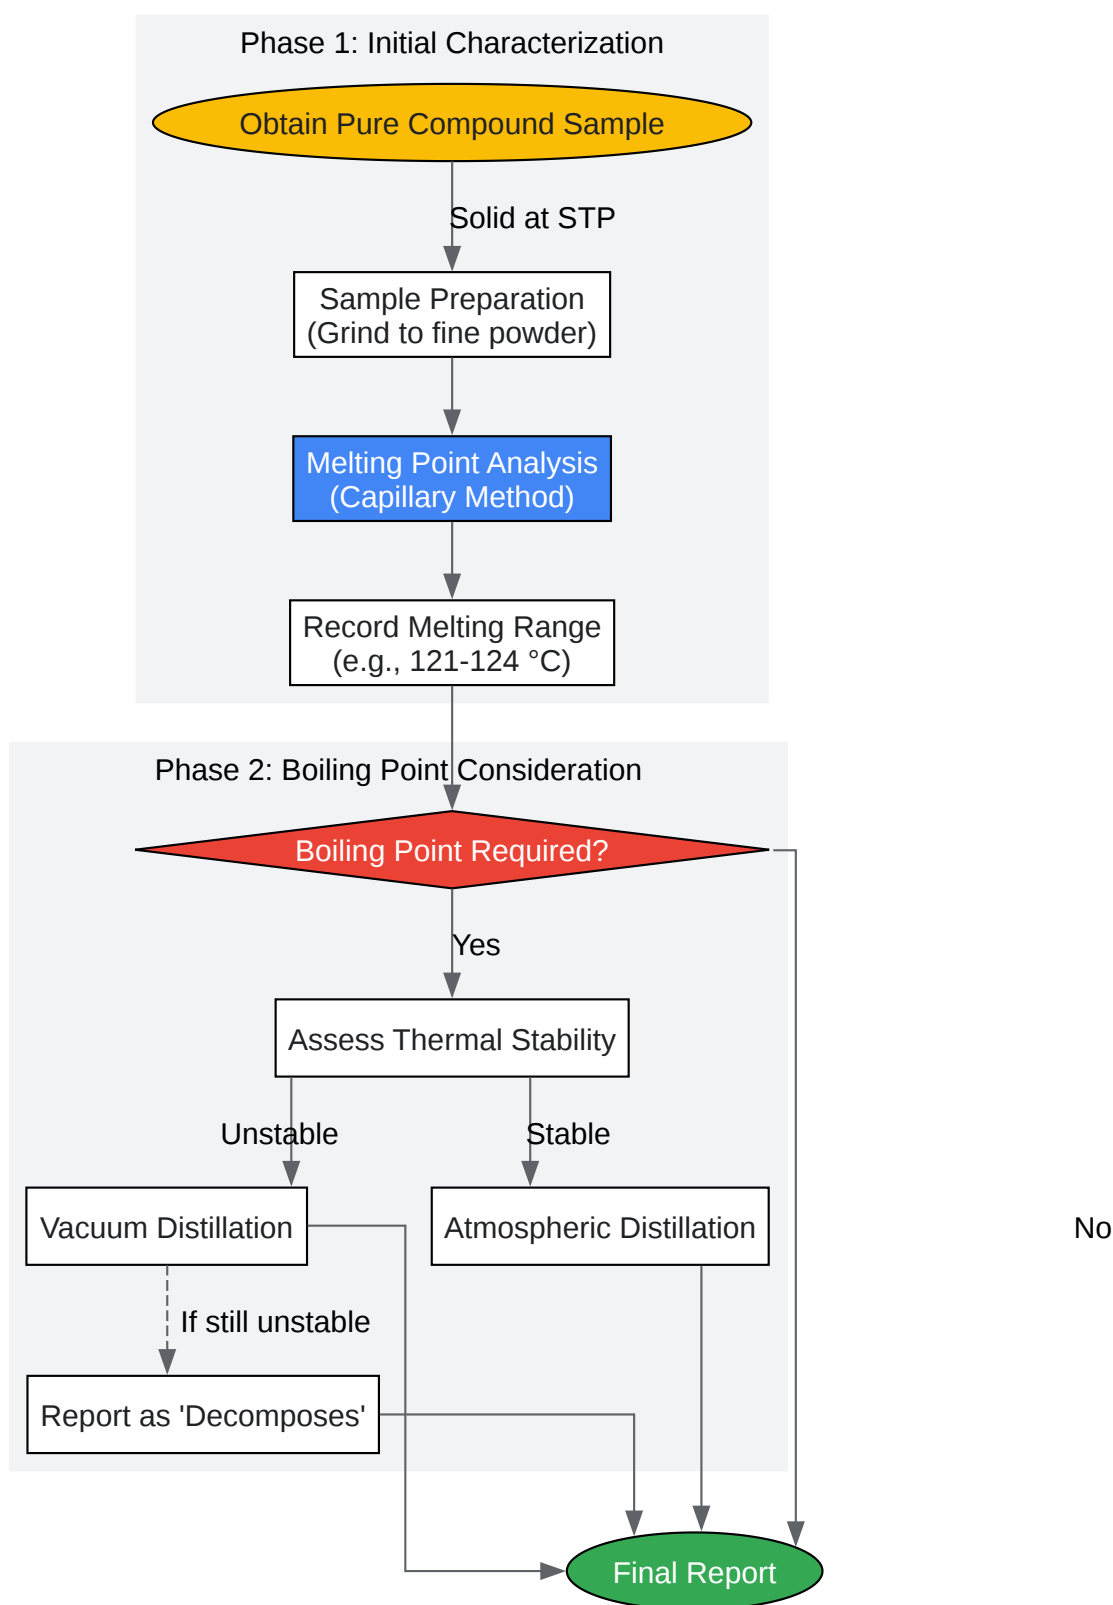 Phase 1: Initial Characterization
Obtain Pure Compound Sample
Solid at STP
Sample Preparation
(Grind to fine powder)
Melting Point Analysis
(Capillary Method)
Record Melting Range
(e.g., 121-124 °C)
Phase 2: Boiling Point Consideration
Boiling Point Required?
Yes
Assess Thermal Stability
Unstable
Stable
Vacuum Distillation
Atmospheric Distillation
No
If still unstable
Report as 'Decomposes'
Final Report